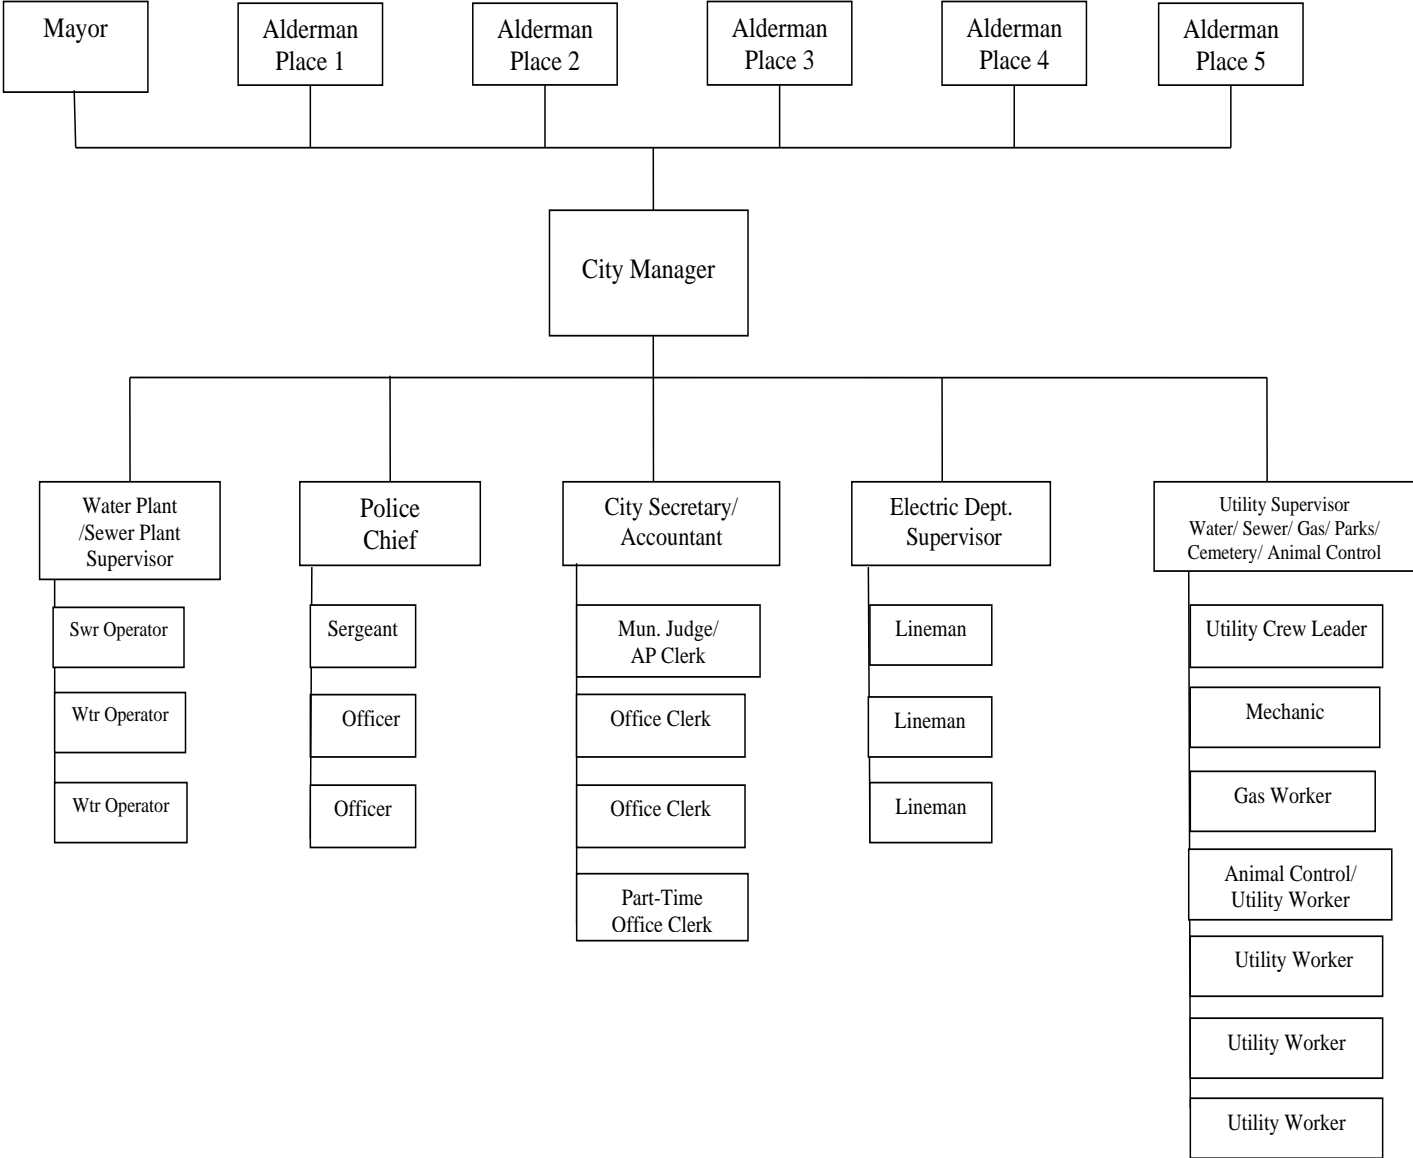 Mayor
Alderman
Place 1
Alderman
Place 2
Alderman
Place 3
Alderman
Place 4
Alderman
Place 5
City Manager
Water Plant
/Sewer Plant
Supervisor
Police
Chief
City Secretary/
Accountant
Electric Dept.
Supervisor
Utility Supervisor
Water/ Sewer/ Gas/ Parks/
Cemetery/ Animal Control
Swr Operator
Wtr Operator
Wtr Operator
Sergeant
Officer
Officer
Mun. Judge/
AP Clerk
Office Clerk
Office Clerk
Part-Time
Office Clerk
Lineman
Lineman
Lineman
Utility Crew Leader
Mechanic
Gas Worker
Animal Control/
Utility Worker
Utility Worker
Utility Worker
Utility Worker